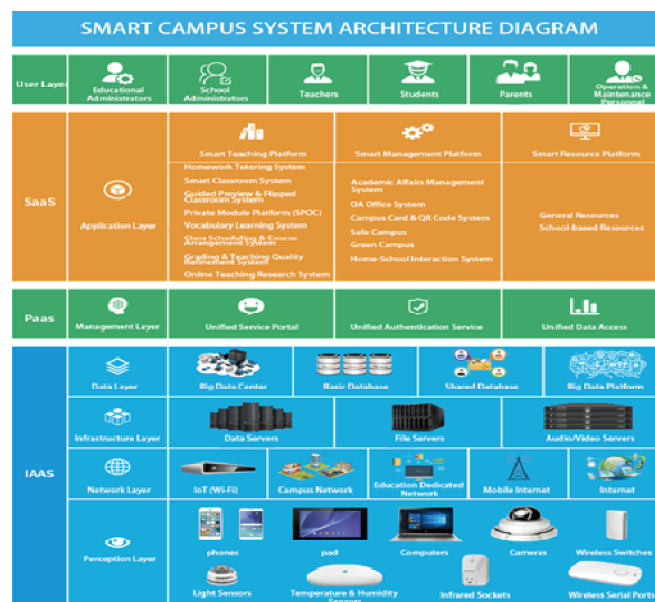 SMART CAMPUS SYSTEM ARCHITECTURE DIAGRAM
User Layer
Educational
Administrators
School
Administrators
Teachers
Students
Parents
Operation &
Maintenance
Personnel
SaaS
Application Layer
Smart Teaching Platform
Homework Tutoring System
Smart Classroom System
Guided Preview & Flipped
Classroom System
Private Module Platform (SPOC)
Vocabulary Learning System
Class Scheduling & Course
Arrangement System
Grading & Teaching Quality
Refinement System
Online Teaching Research System
Smart Management Platform
Academic Affairs Management
System
OA Office System
Campus Card & QR Code System
Safe Campus
Green Campus
Home-School Interaction System
Smart Resource Platform
General Resources
School-based Resources
Paas
Management Layer
Unified Service Portal
Unified Authentication Service
Unified Data Access
IAAS
Data Layer
Big Data Center
Basic Database
Shared Database
Big Data Platform
Infrastructure Layer
Data Servers
File Servers
Audio/Video Servers
Network Layer
IoT (Wi-Fi)
Campus Network
Education Dedicated
Network
Mobile Internet
Internet
Perception Layer
phones
pad
Computers
Cameras
Wireless Switches
Light Sensors
Temperature & Humidity
Sensors
Infrared Sockets
Wireless Serial Ports